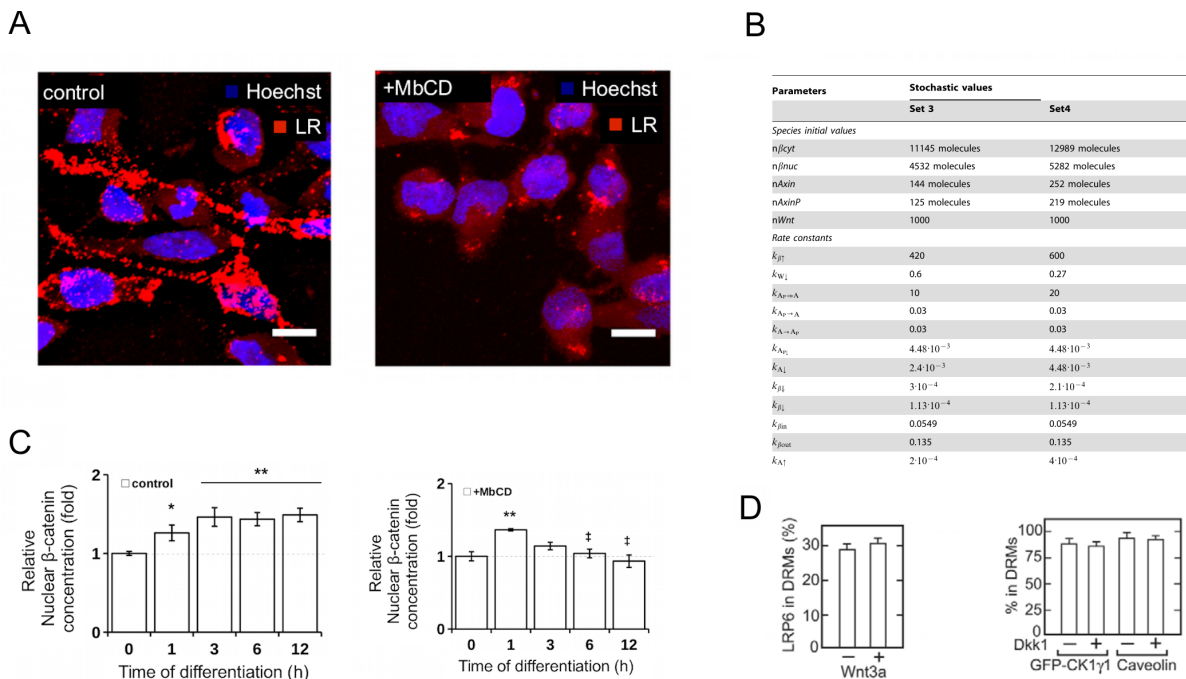 A
control
Hoechst
LR
+MbCD
Hoechst
LR
B
Parameters Stochastic values
Set 3 Set4
Species initial values
nβcyt 11145 molecules 12989 molecules
nβnuc 4532 molecules 5282 molecules
nAxin 144 molecules 252 molecules
nAxinP 125 molecules 219 molecules
nWnt 1000 1000
Rate constants
kβ↑ 420 600
kW↓ 0.6 0.27
kAP⇒A 10 20
kAP→A 0.03 0.03
kA→AP 0.03 0.03
kAP↓ 4.48·10−3 4.48·10−3
kA↓ 2.4·10−3 4.48·10−3
kβ⇓ 3·10−4 2.1·10−4
kβ↓ 1.13·10−4 1.13·10−4
kβin 0.0549 0.0549
kβout 0.135 0.135
kA↑ 2·10−4 4·10−4
C
Relative
Nuclear β-catenin
concentration (fold)
2
1
0
control
*
**
0 1 3 6 12
Time of differentiation (h)
Relative
Nuclear β-catenin
concentration (fold)
2
1
0
+MbCD
**
‡
‡
0 1 3 6 12
Time of differentiation (h)
D
LRP6 in DRMs (%)
30
20
10
0
− +
Wnt3a
% in DRMs
100
75
50
25
0
Dkk1 − + − +
GFP-CK1γ1 Caveolin